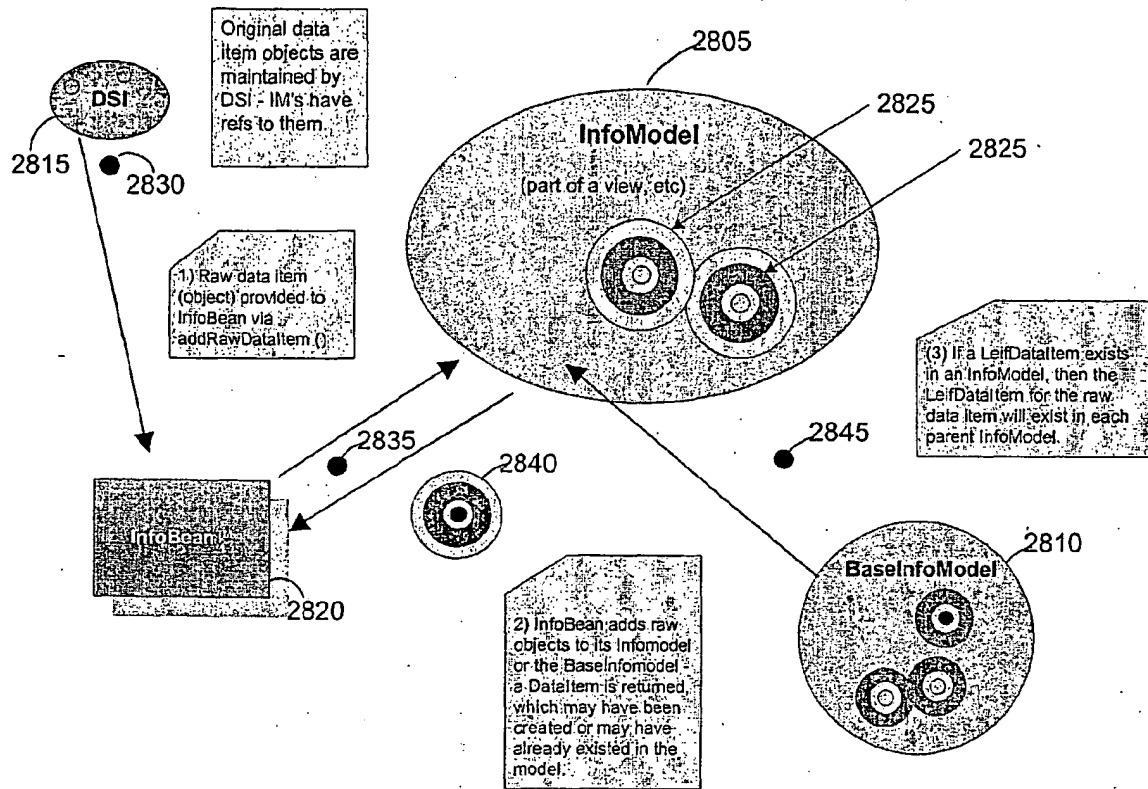 Original data
item objects are
maintained by
DSI - IM's have
refs to them
DSI
2815
2830
2805
2825
2825
InfoModel
(part of a view, etc)
1) Raw data item
(object) provided to
InfoBean via
addRawDataItem ()
(3) If a LeifDataItem exists
in an InfoModel, then the
LeifDataItem for the raw
data item will exist in each
parent InfoModel.
2835
2840
2845
InfoBean
2820
2810
BaseInfoModel
2) InfoBean adds raw
objects to its Infomodel
or the BaseInfomodel -
a DataItem is returned
which may have been
created or may have
already existed in the
model.